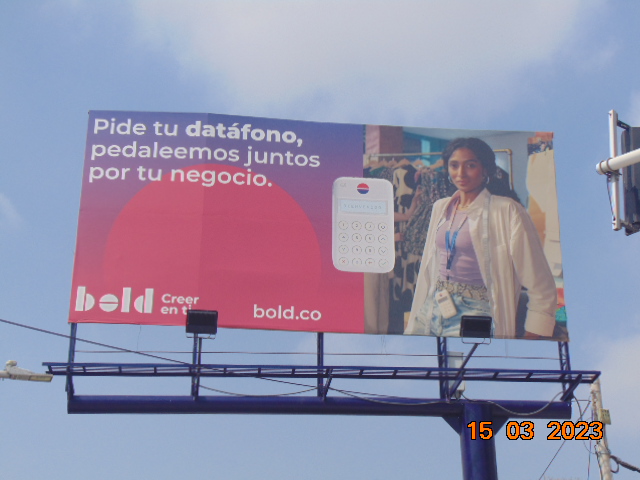 Pide tu datáfono,
pedaleemos juntos
por tu negocio.
bold
Creer
en ti
bold.co
15 03 2023